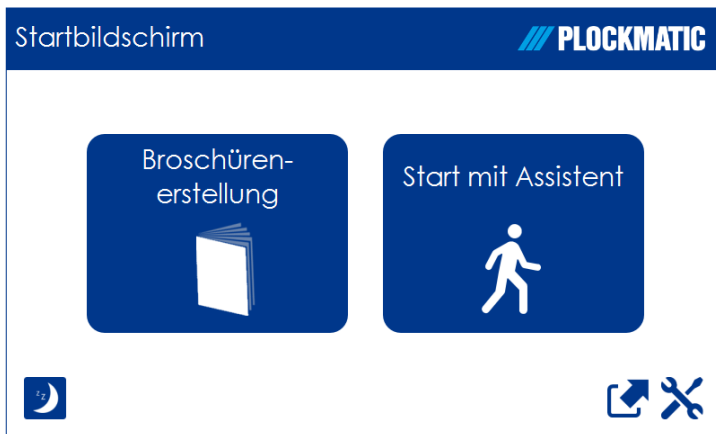 Startbildschirm
PLOCKMATIC
Broschüren-
erstellung
Start mit Assistent
z z